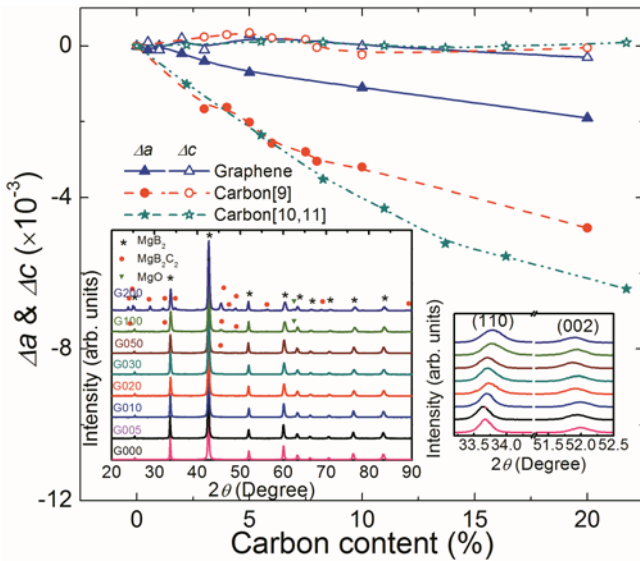 0
-4
-8
-12
Δa & Δc (×10⁻³)
0
5
10
15
20
Carbon content (%)
Δa Δc
Graphene
Carbon[9]
Carbon[10,11]
* MgB₂
MgB₂C₂
MgO
G200
G100
G050
G030
G020
G010
G005
G000
Intensity (arb. units)
20 30 40 50 60 70 80 90
2θ (Degree)
(110) (002)
Intensity (arb. units)
33.5 34.0 51.5 52.0 52.5
2θ (Degree)